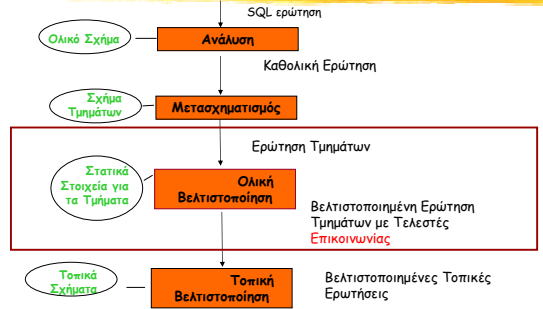 SQL ερώτηση
Ολικό Σχήμα
Ανάλυση
Καθολική Ερώτηση
Σχήμα
Τμημάτων
Μετασχηματισμός
Ερώτηση Τμημάτων
Στατικά
Στοιχεία για
τα Τμήματα
Ολική
Βελτιστοποίηση
Βελτιστοποιημένη Ερώτηση
Τμημάτων με Τελεστές
Επικοινωνίας
Τοπικά
Σχήματα
Τοπική
Βελτιστοποίηση
Βελτιστοποιημένες Τοπικές
Ερωτήσεις